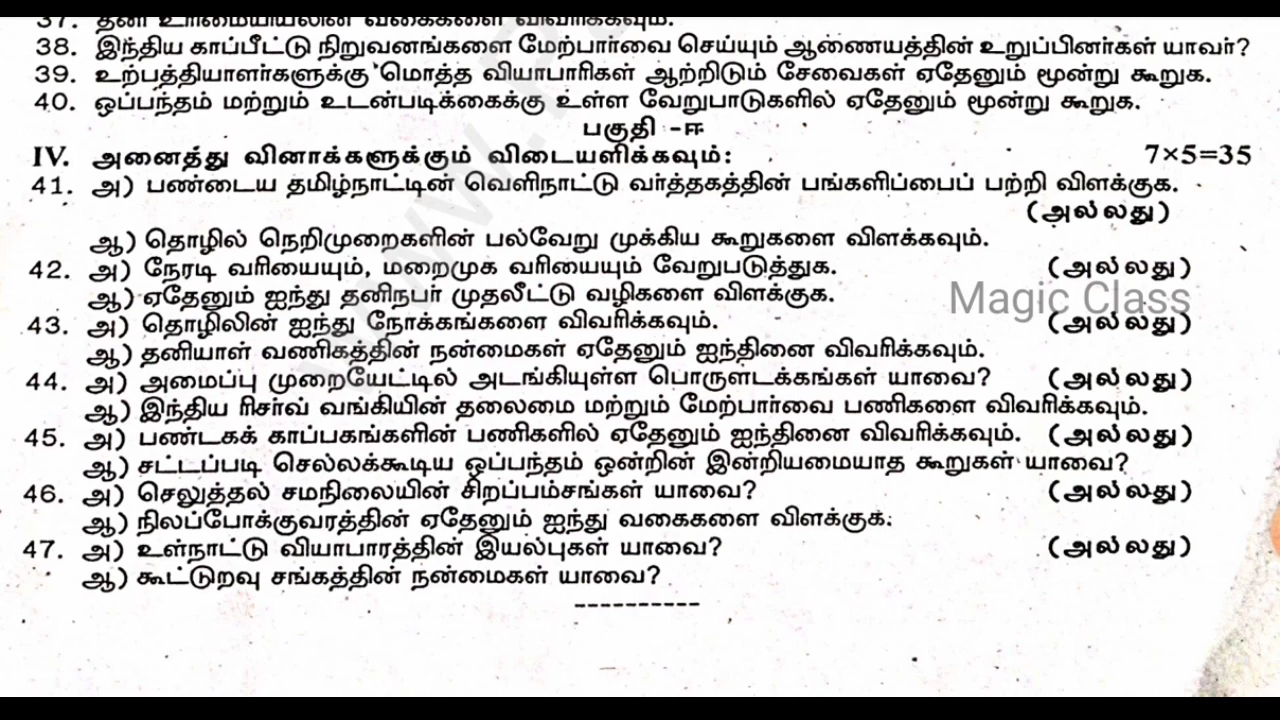 37. தனி உரிமையியலின் வகைகளை விவரிக்கவும்.
38. இந்திய காப்பீட்டு நிறுவனங்களை மேற்பார்வை செய்யும் ஆணையத்தின் உறுப்பினர்கள் யாவர்?
39. உற்பத்தியாளர்களுக்கு மொத்த வியாபாரிகள் ஆற்றிடும் சேவைகள் ஏதேனும் மூன்று கூறுக.
40. ஒப்பந்தம் மற்றும் உடன்படிக்கைக்கு உள்ள வேறுபாடுகளில் ஏதேனும் மூன்று கூறுக.
பகுதி -ஈ
IV. அனைத்து வினாக்களுக்கும் விடையளிக்கவும்: 7×5=35
41. அ) பண்டைய தமிழ்நாட்டின் வெளிநாட்டு வர்த்தகத்தின் பங்களிப்பைப் பற்றி விளக்குக.
(அல்லது)
ஆ) தொழில் நெறிமுறைகளின் பல்வேறு முக்கிய கூறுகளை விளக்கவும்.
42. அ) நேரடி வரியையும், மறைமுக வரியையும் வேறுபடுத்துக. (அல்லது)
ஆ) ஏதேனும் ஐந்து தனிநபர் முதலீட்டு வழிகளை விளக்குக.
Magic Class
43. அ) தொழிலின் ஐந்து நோக்கங்களை விவரிக்கவும். (அல்லது)
ஆ) தனியாள் வணிகத்தின் நன்மைகள் ஏதேனும் ஐந்தினை விவரிக்கவும்.
44. அ) அமைப்பு முறையேட்டில் அடங்கியுள்ள பொருளடக்கங்கள் யாவை? (அல்லது)
ஆ) இந்திய ரிசர்வ் வங்கியின் தலைமை மற்றும் மேற்பார்வை பணிகளை விவரிக்கவும்.
45. அ) பண்டகக் காப்பகங்களின் பணிகளில் ஏதேனும் ஐந்தினை விவரிக்கவும். (அல்லது)
ஆ) சட்டப்படி செல்லக்கூடிய ஒப்பந்தம் ஒன்றின் இன்றியமையாத கூறுகள் யாவை?
46. அ) செலுத்தல் சமநிலையின் சிறப்பம்சங்கள் யாவை? (அல்லது)
ஆ) நிலப்போக்குவரத்தின் ஏதேனும் ஐந்து வகைகளை விளக்குக.
47. அ) உள்நாட்டு வியாபாரத்தின் இயல்புகள் யாவை? (அல்லது)
ஆ) கூட்டுறவு சங்கத்தின் நன்மைகள் யாவை?
----------